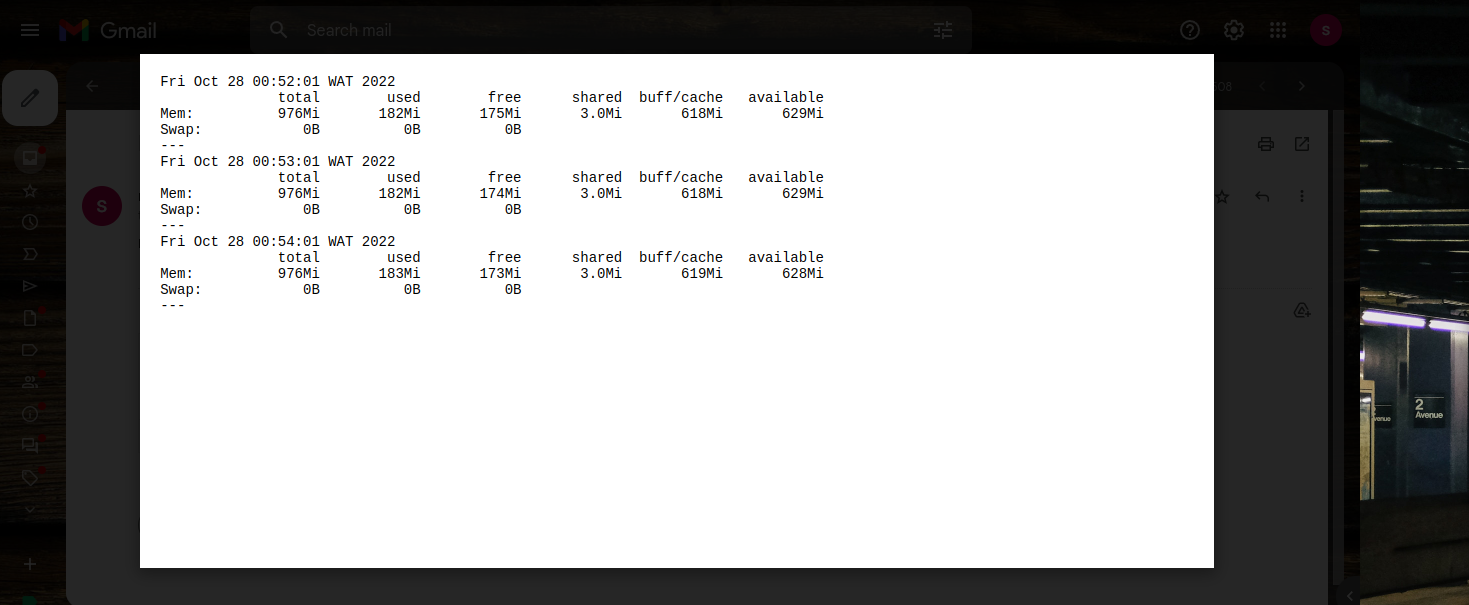 Gmail
Search mail
S
Fri Oct 28 00:52:01 WAT 2022
              total        used        free      shared  buff/cache   available
Mem:          976Mi       182Mi       175Mi       3.0Mi       618Mi       629Mi
Swap:            0B          0B          0B
---
Fri Oct 28 00:53:01 WAT 2022
              total        used        free      shared  buff/cache   available
Mem:          976Mi       182Mi       174Mi       3.0Mi       618Mi       629Mi
Swap:            0B          0B          0B
---
Fri Oct 28 00:54:01 WAT 2022
              total        used        free      shared  buff/cache   available
Mem:          976Mi       183Mi       173Mi       3.0Mi       619Mi       628Mi
Swap:            0B          0B          0B
---
S
2
Avenue